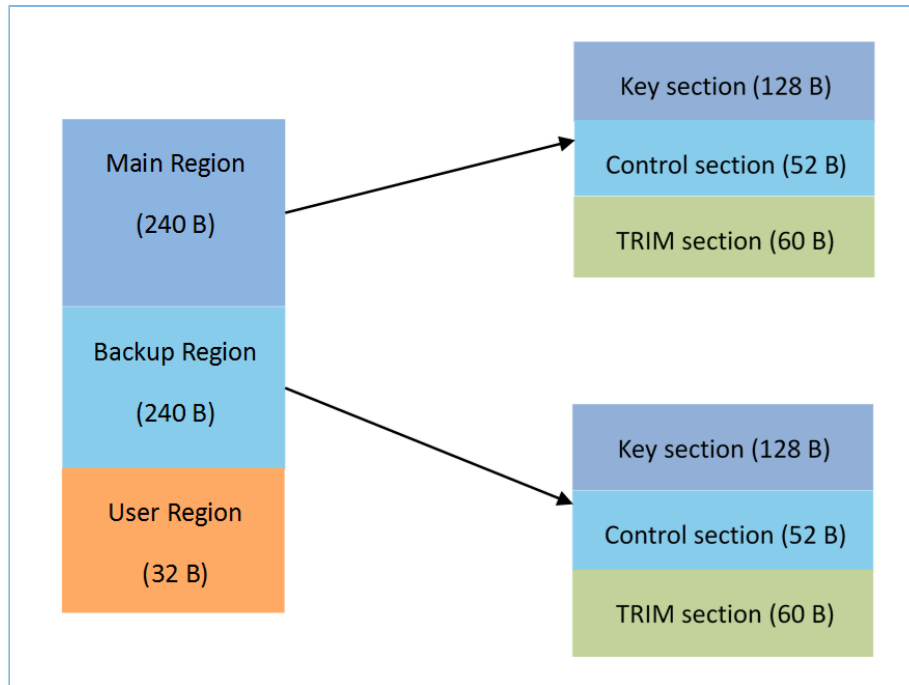 Main Region
(240 B)
Backup Region
(240 B)
User Region
(32 B)
Key section (128 B)
Control section (52 B)
TRIM section (60 B)
Key section (128 B)
Control section (52 B)
TRIM section (60 B)